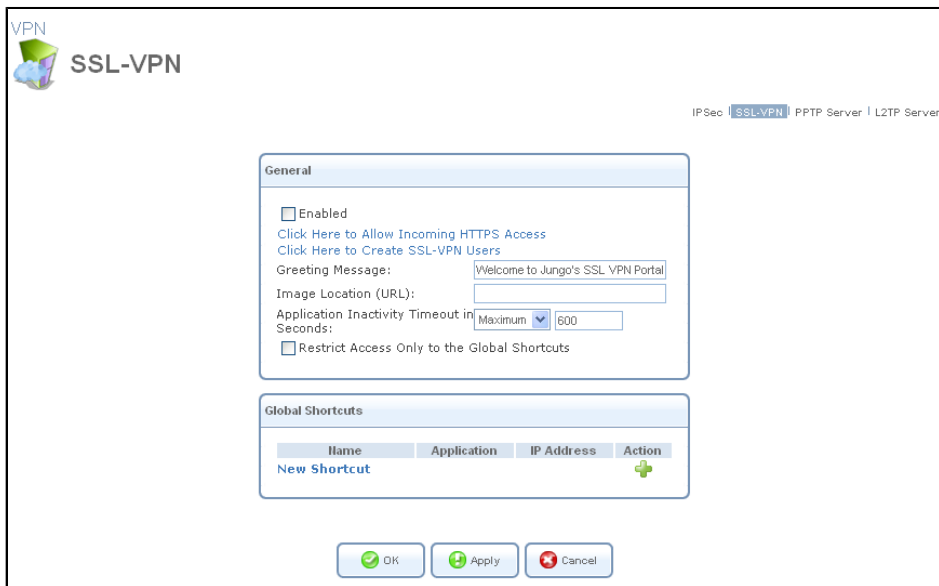 VPN
SSL-VPN
IPSec | SSL-VPN | PPTP Server | L2TP Server
General
Enabled
Click Here to Allow Incoming HTTPS Access
Click Here to Create SSL-VPN Users
Greeting Message: Welcome to Jungo's SSL VPN Portal
Image Location (URL):
Application Inactivity Timeout in Maximum 600
Seconds:
Restrict Access Only to the Global Shortcuts
Global Shortcuts
Name Application IP Address Action
New Shortcut
OK Apply Cancel